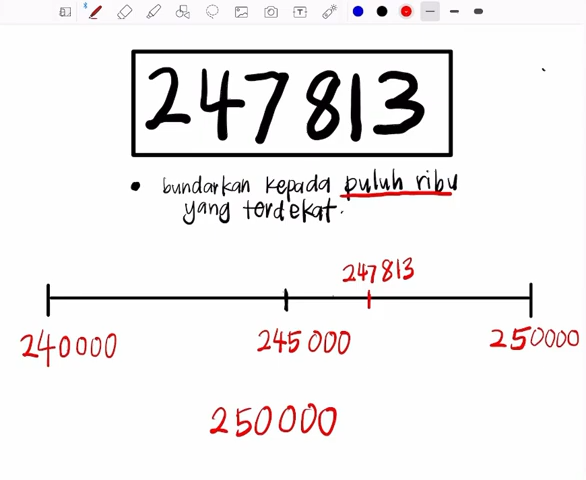 247813
• bundarkan kepada puluh ribu
yang terdekat.
247813
240000 245000 250000
250000